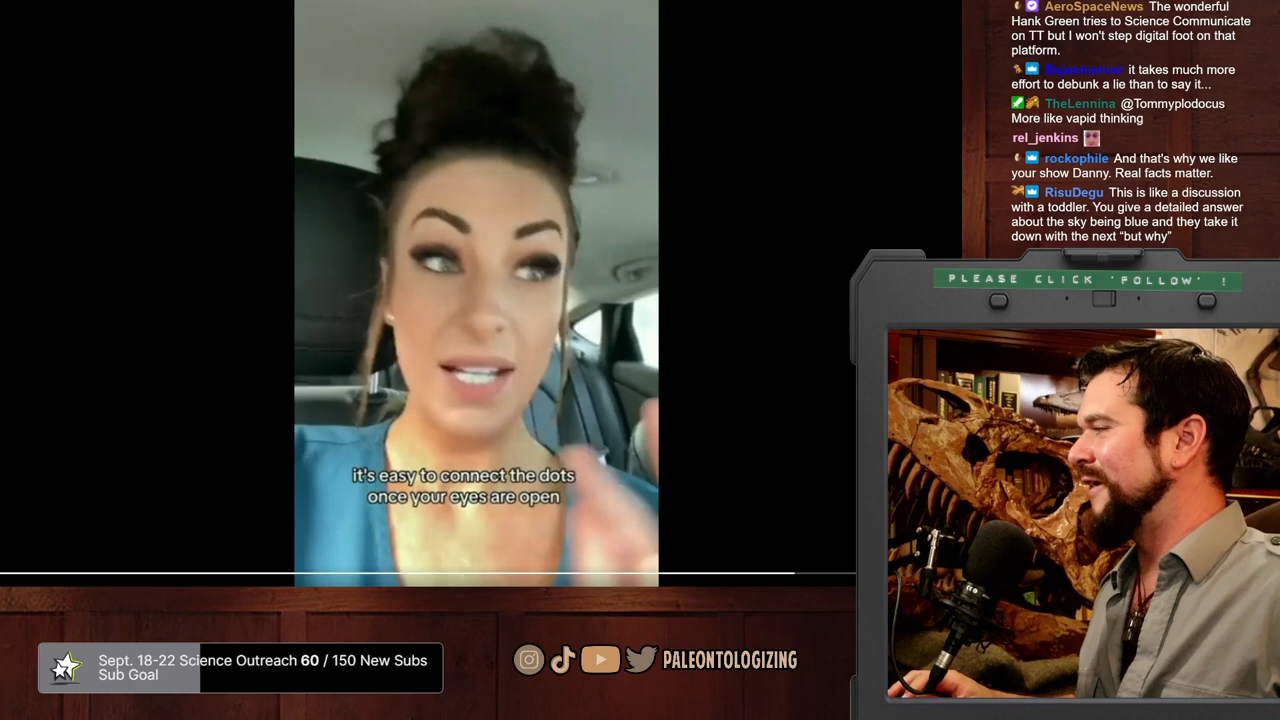 AeroSpaceNews The wonderful
Hank Green tries to Science Communicate
on TT but I won't step digital foot on that
platform.
it takes much more
effort to debunk a lie than to say it...
TheLennina @Tommyplodocus
More like vapid thinking
rel_jenkins
rockophile And that's why we like
your show Danny. Real facts matter.
RisuDegu This is like a discussion
with a toddler. You give a detailed answer
about the sky being blue and they take it
down with the next “but why”
PLEASE CLICK 'FOLLOW' !
it's easy to connect the dots
once your eyes are open
Sept. 18-22 Science Outreach 60 / 150 New Subs
Sub Goal
PALEONTOLOGIZING